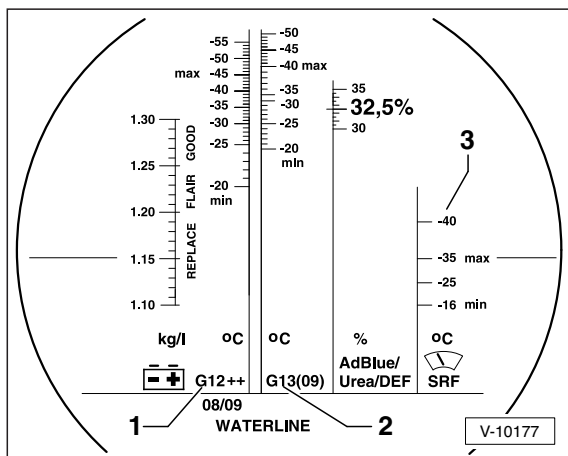 -55
-50
max -45
-40
-35
-30
-25
-20
min
-50
-45
-40 max
-35
-30
-25
-20
min
35
32,5%
30
3
-40
-35 max
-25
-16 min
1.30
1.25
1.20
1.15
1.10
REPLACE FLAIR GOOD
kg/l
°C
°C
%
°C
AdBlue/
Urea/DEF
SRF
G12++
G13(09)
08/09
1
WATERLINE
2
V-10177